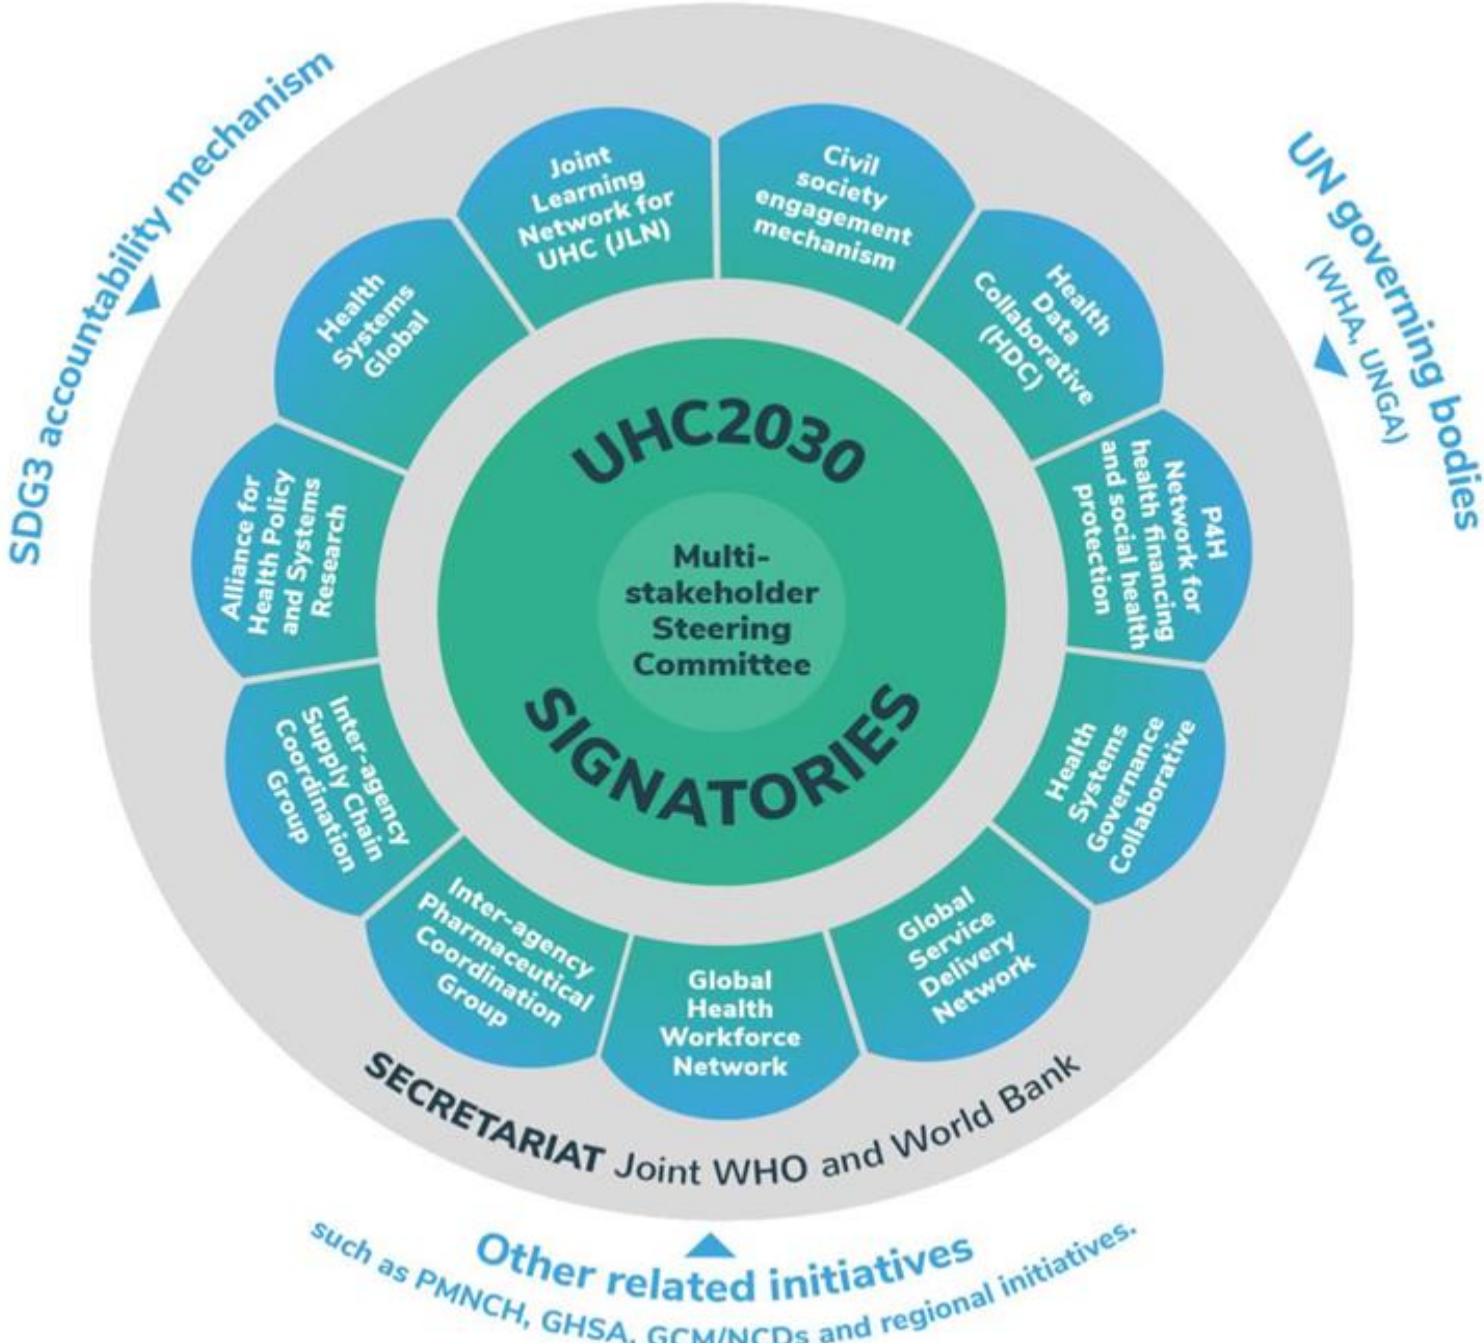 SDG3 accountability mechanism
UN governing bodies
(WHA, UNGA)
Joint
Learning
Network for
UHC (JLN)
Civil
society
engagement
mechanism
Health
Data
Collaborative
(HDC)
P4H
Network for
health financing
and social health
protection
Health
Systems
Governance
Collaborative
Global
Service
Delivery
Network
Global
Health
Workforce
Network
Inter-agency
Pharmaceutical
Coordination
Group
Inter-agency
Supply Chain
Coordination
Group
Alliance for
Health Policy
and Systems
Research
Health
Systems
Global
UHC2030
Multi-
stakeholder
Steering
Committee
SIGNATORIES
SECRETARIAT Joint WHO and World Bank
Other related initiatives
such as PMNCH, GHSA, GCM/NCDs and regional initiatives.